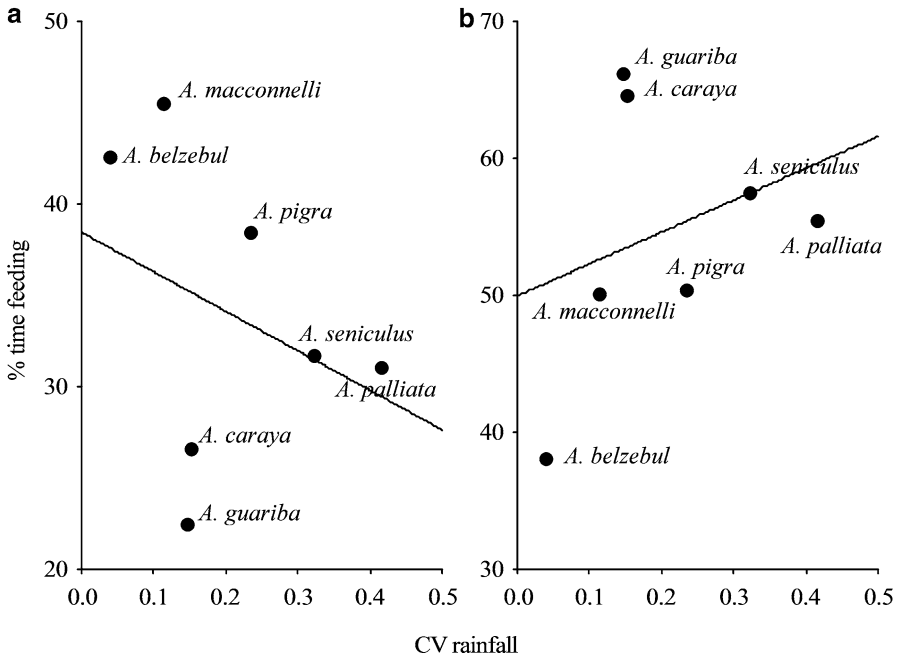 a
50
40
30
20
% time feeding
A. macconnelli
A. belzebul
A. pigra
A. seniculus
A. palliata
A. caraya
A. guariba
0.0 0.1 0.2 0.3 0.4 0.5
b
70
60
50
40
30
A. guariba
A. caraya
A. seniculus
A. palliata
A. pigra
A. macconnelli
A. belzebul
0.0 0.1 0.2 0.3 0.4 0.5
CV rainfall